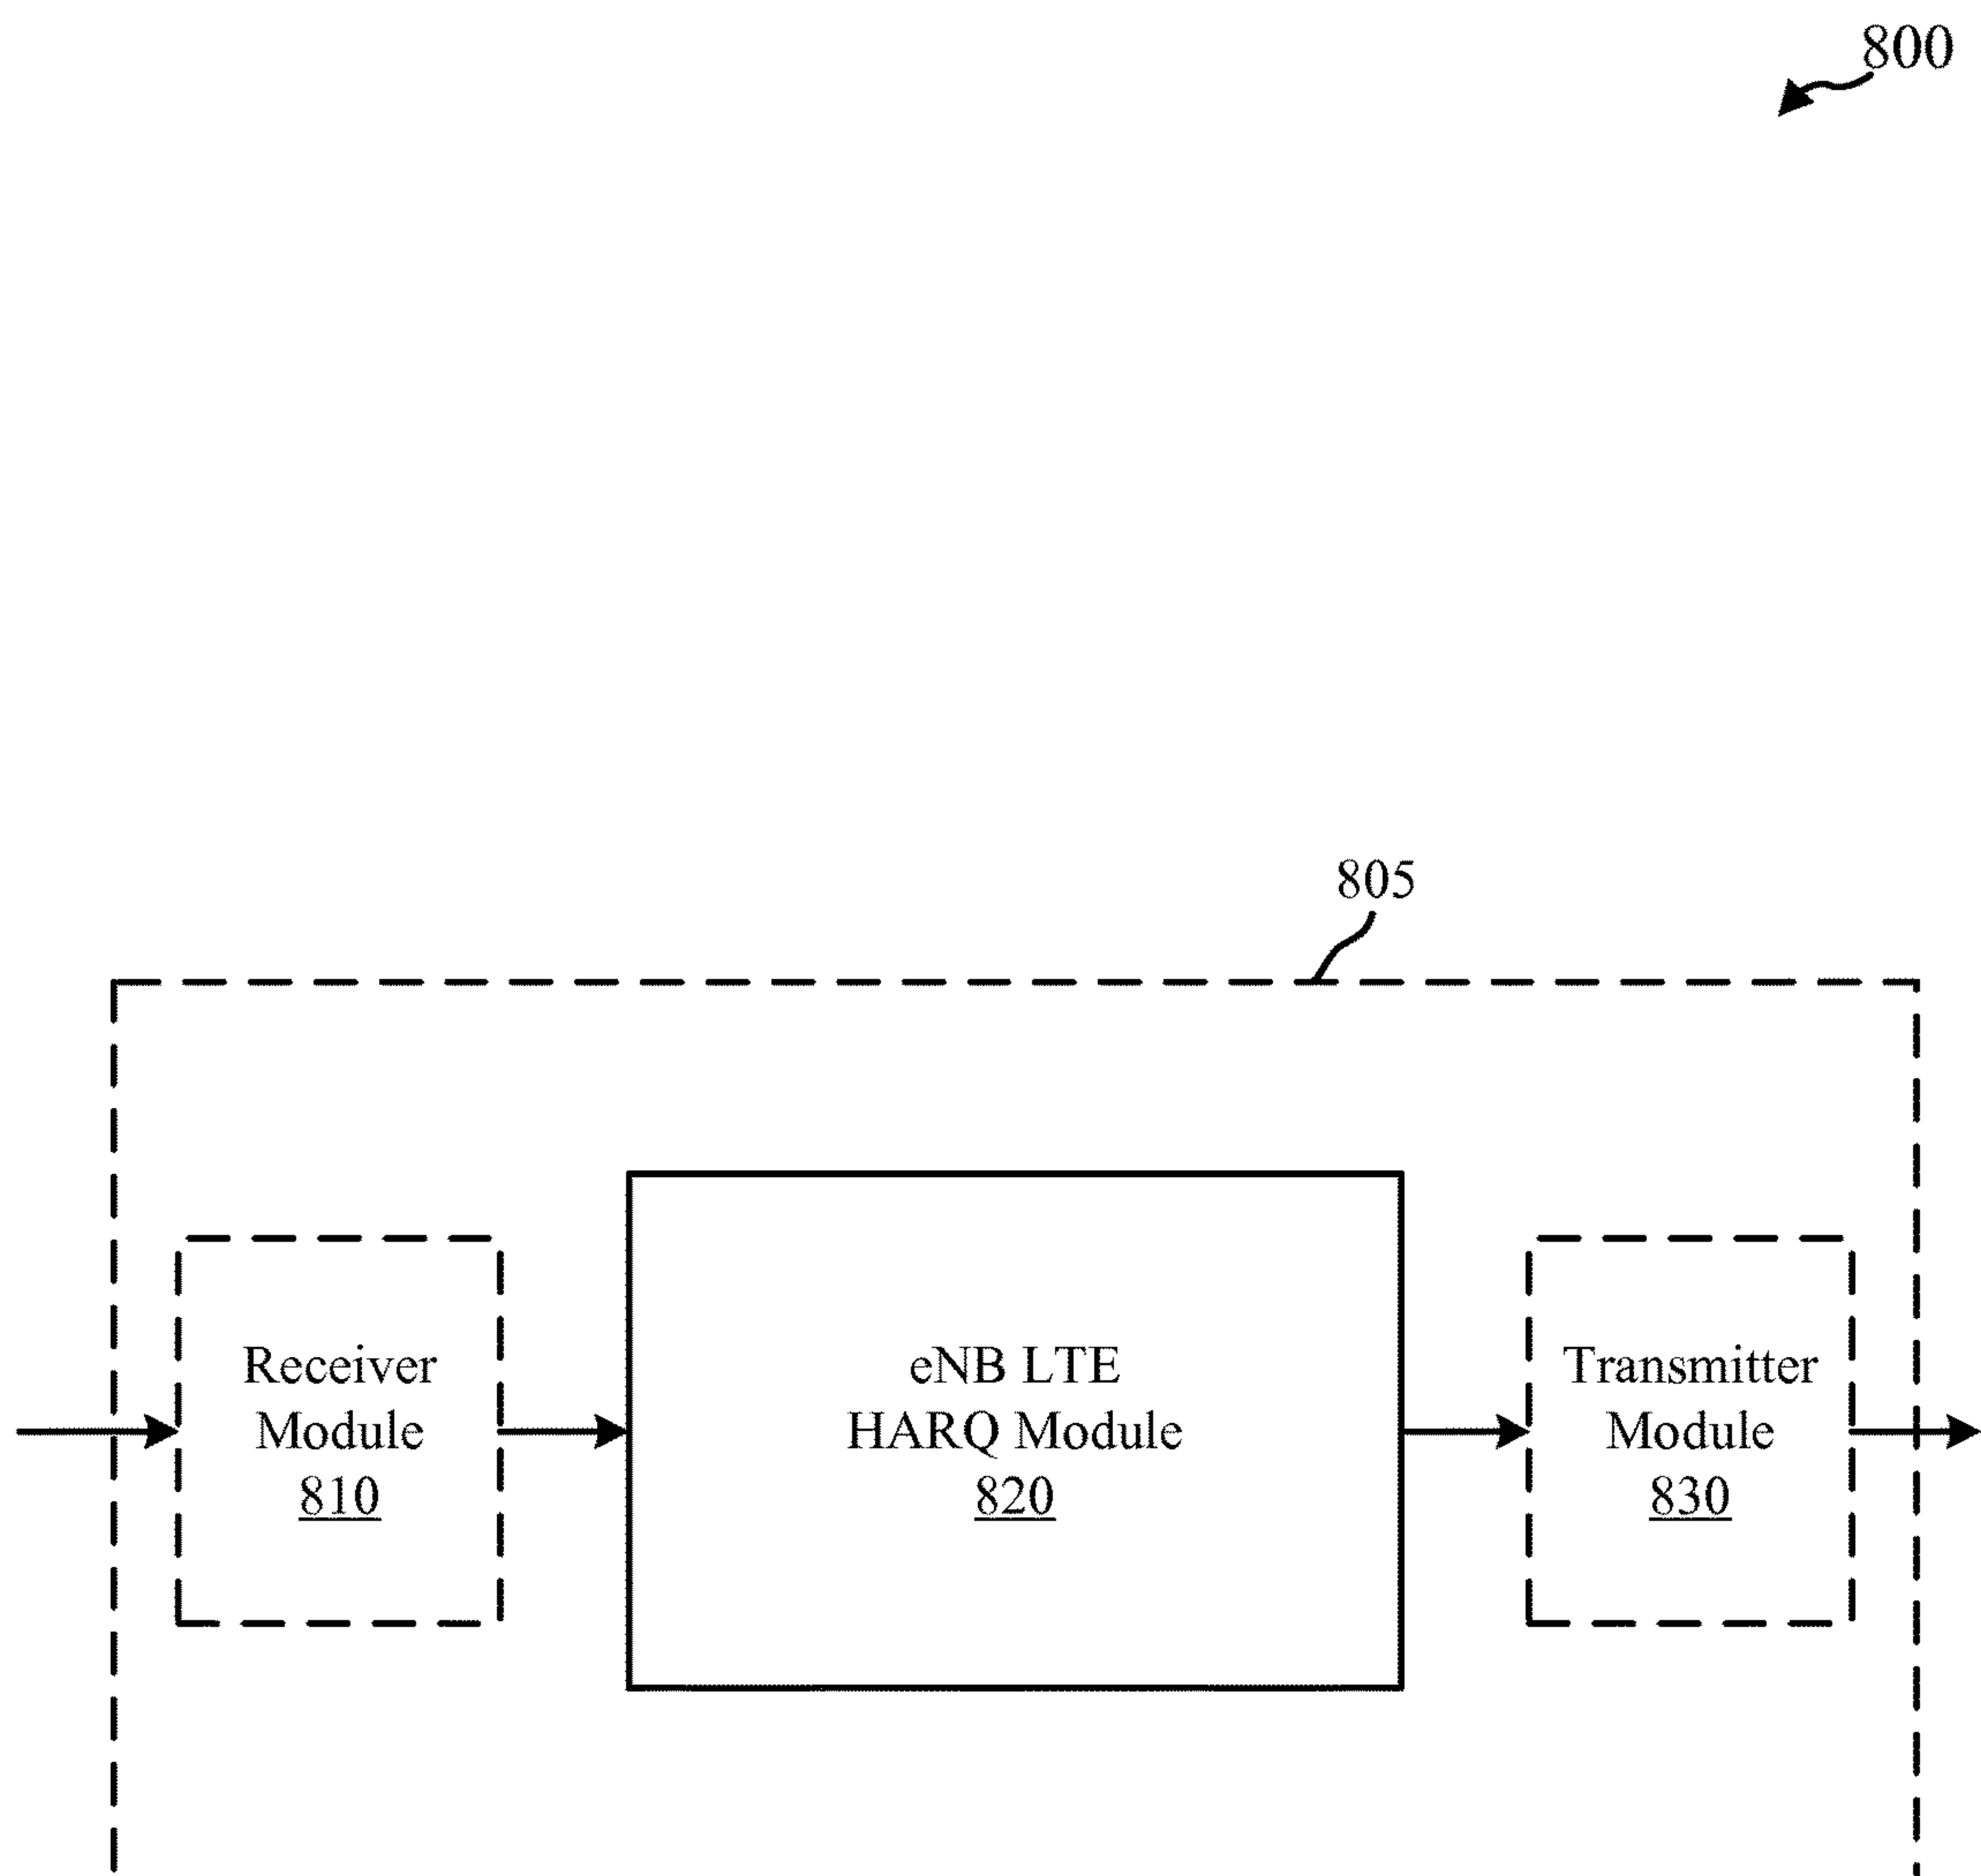 800
805
Receiver
Module
810
eNB LTE
HARQ Module
820
Transmitter
Module
830